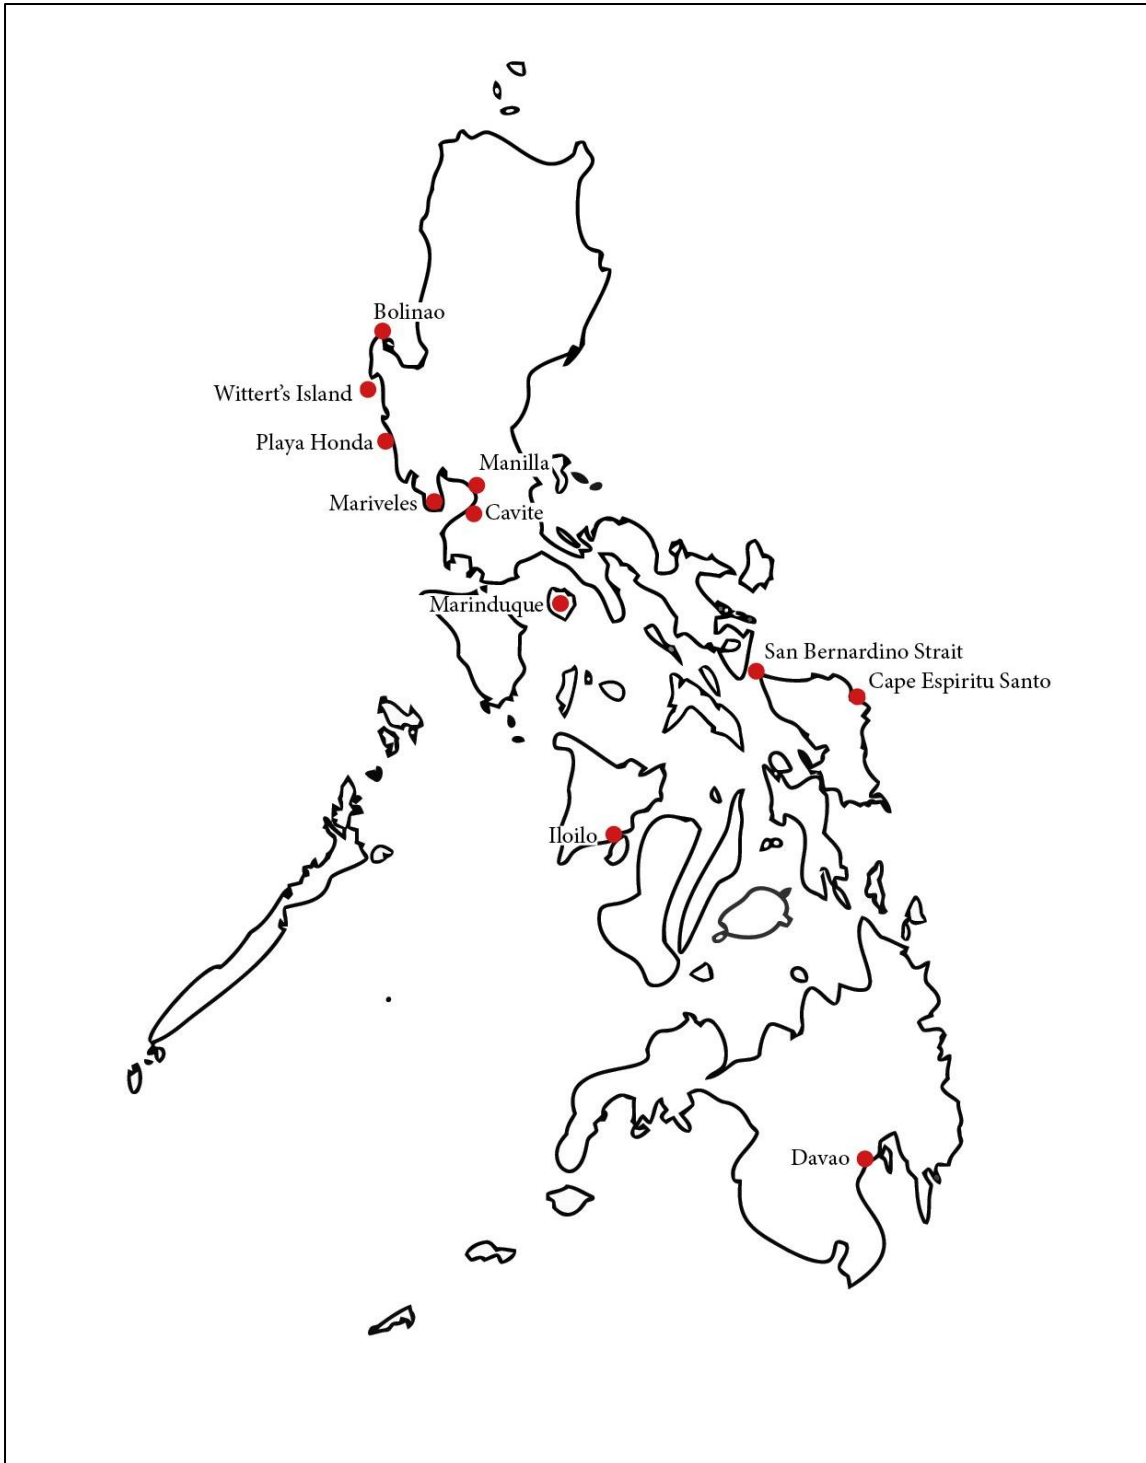 Bolinao
Wittert’s Island
Playa Honda
Manilla
Mariveles
Cavite
Marinduque
San Bernardino Strait
Cape Espiritu Santo
Iloilo
Davao